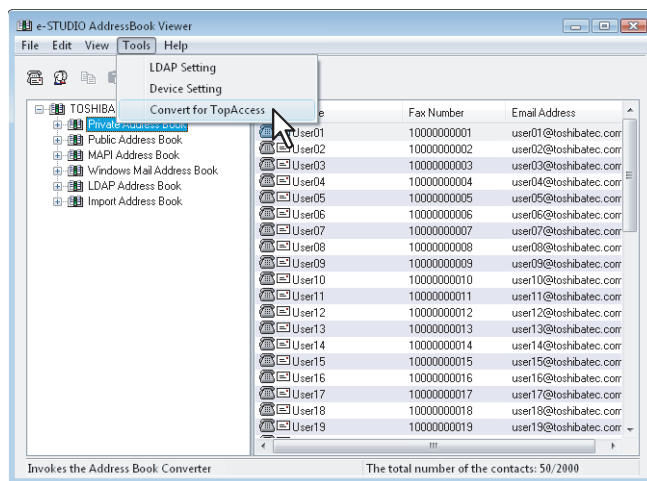 e-STUDIO AddressBook Viewer
File Edit View Tools Help
LDAP Setting
Device Setting
Convert for TopAccess
TOSHIBA
Private Address Book
Public Address Book
MAPI Address Book
Windows Mail Address Book
LDAP Address Book
Import Address Book
Fax Number Email Address
User01 10000000001 user01@toshibatec.com
User02 10000000002 user02@toshibatec.com
User03 10000000003 user03@toshibatec.com
User04 10000000004 user04@toshibatec.com
User05 10000000005 user05@toshibatec.com
User06 10000000006 user06@toshibatec.com
User07 10000000007 user07@toshibatec.com
User08 10000000008 user08@toshibatec.com
User09 10000000009 user09@toshibatec.com
User10 10000000010 user10@toshibatec.com
User11 10000000011 user11@toshibatec.com
User12 10000000012 user12@toshibatec.com
User13 10000000013 user13@toshibatec.com
User14 10000000014 user14@toshibatec.com
User15 10000000015 user15@toshibatec.com
User16 10000000016 user16@toshibatec.com
User17 10000000017 user17@toshibatec.com
User18 10000000018 user18@toshibatec.com
User19 10000000019 user19@toshibatec.com
Invokes the Address Book Converter The total number of the contacts: 50/2000